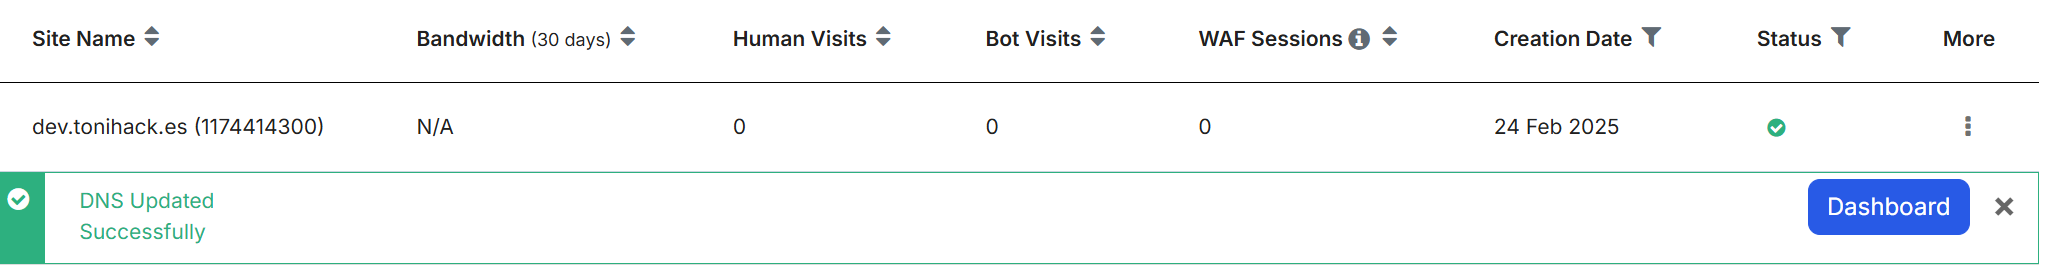 Site Name Bandwidth (30 days) Human Visits Bot Visits WAF Sessions Creation Date Status More
dev.tonihack.es (1174414300) N/A 0 0 0 24 Feb 2025
DNS Updated Dashboard
Successfully